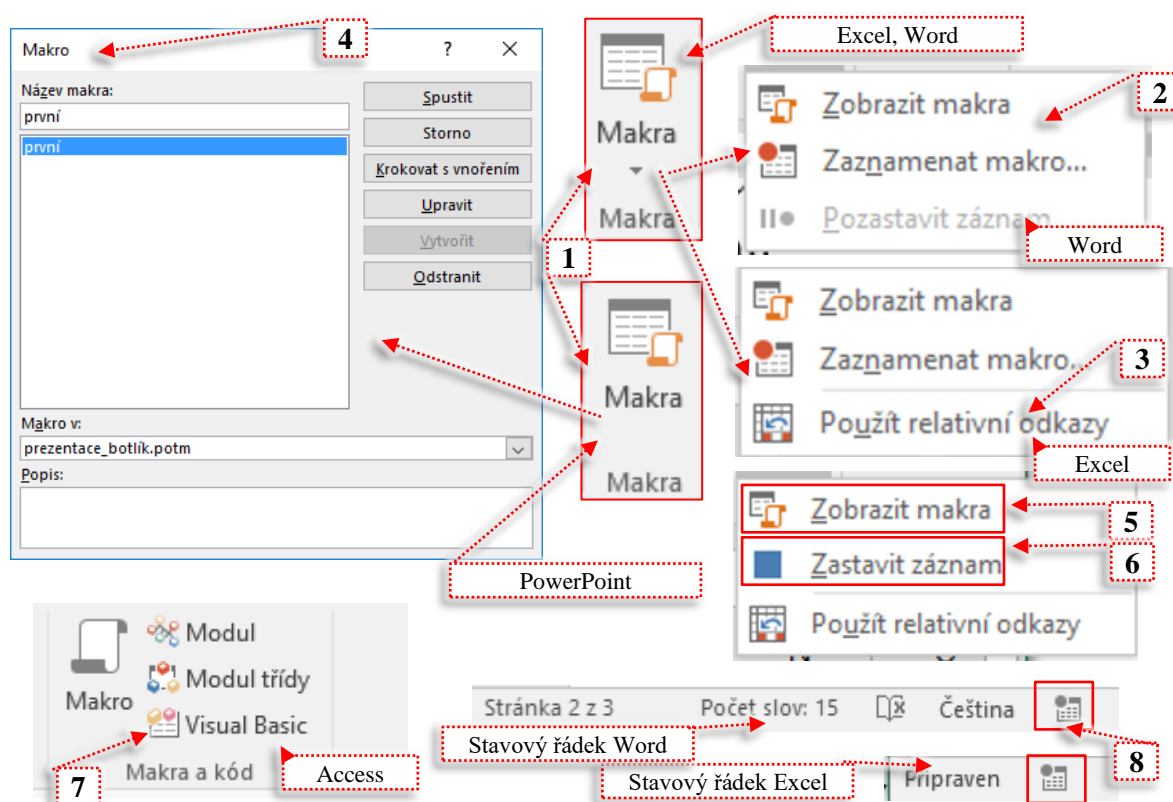 Makro
4
?
Název makra:
první
první
Spustit
Storno
Krokovat s vnořením
Upravit
Vytvořit
Odstranit
Makro v:
prezentace_botlík.potm
Popis:
Makra
Makra
Excel, Word
1
Makra
Makra
PowerPoint
Zobrazit makra
2
Zaznamenat makro...
Pozastavit záznam
Word
Zobrazit makra
Zaznamenat makro...
3
Použít relativní odkazy
Excel
Zobrazit makra
5
Zastavit záznam
6
Použít relativní odkazy
Makro
Modul
Modul třídy
Visual Basic
7
Makra a kód
Access
Stránka 2 z 3
Počet slov: 15
Čeština
Stavový řádek Word
8
Stavový řádek Excel
Připraven